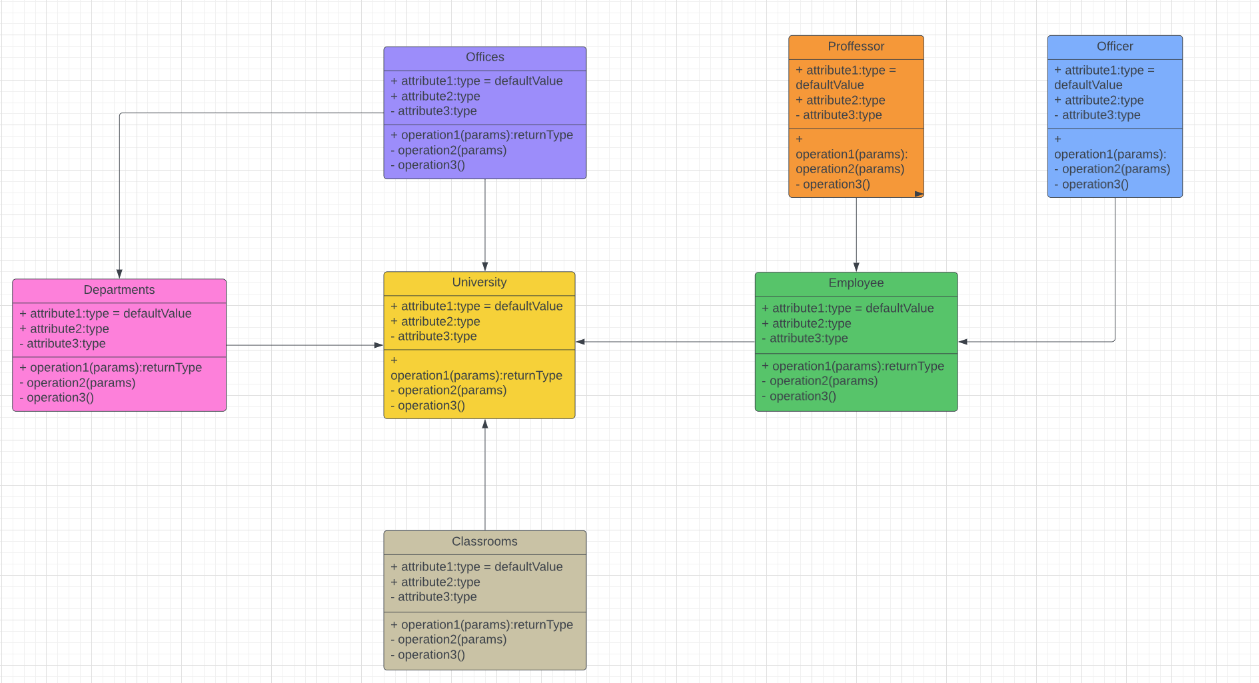 Offices
+ attribute1:type = defaultValue
+ attribute2:type
- attribute3:type
+ operation1(params):returnType
- operation2(params)
- operation3()
Proffessor
+ attribute1:type =
defaultValue
+ attribute2:type
- attribute3:type
+
operation1(params):
operation2(params)
- operation3()
Officer
+ attribute1:type =
defaultValue
+ attribute2:type
- attribute3:type
+
operation1(params):
- operation2(params)
- operation3()
Departments
+ attribute1:type = defaultValue
+ attribute2:type
- attribute3:type
+ operation1(params):returnType
- operation2(params)
- operation3()
University
+ attribute1:type = defaultValue
+ attribute2:type
- attribute3:type
+
operation1(params):returnType
- operation2(params)
- operation3()
Employee
+ attribute1:type = defaultValue
+ attribute2:type
- attribute3:type
+ operation1(params):returnType
- operation2(params)
- operation3()
Classrooms
+ attribute1:type = defaultValue
+ attribute2:type
- attribute3:type
+ operation1(params):returnType
- operation2(params)
- operation3()